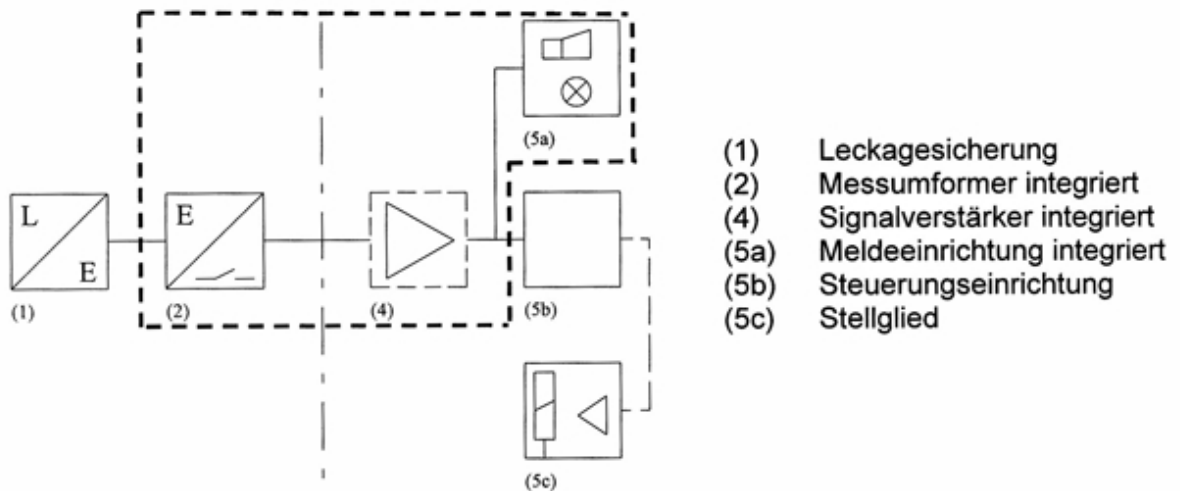 (5a)
L
E
(1)
E
(2)
(4)
(5b)
(5c)
(1) Leckagesicherung
(2) Messumformer integriert
(4) Signalverstärker integriert
(5a) Meldeeinrichtung integriert
(5b) Steuerungseinrichtung
(5c) Stellglied